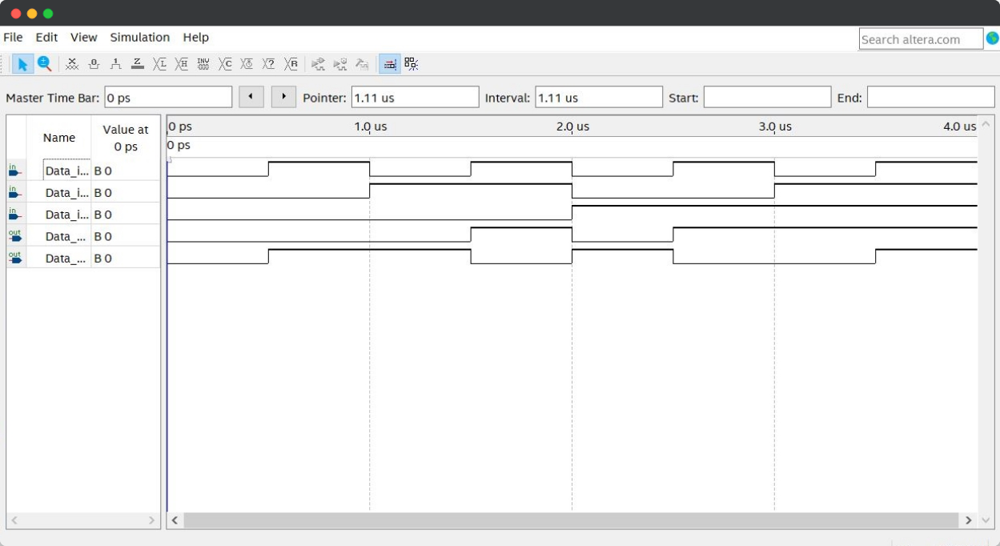 File Edit View Simulation Help
Search altera.com
Master Time Bar: 0 ps Pointer: 1.11 us Interval: 1.11 us Start: End:
Name Value at 0 ps
0 ps 1.0 us 2.0 us 3.0 us 4.0 us
0 ps
in Data_i... B 0
in Data_i... B 0
in Data_i... B 0
out Data_... B 0
out Data_... B 0